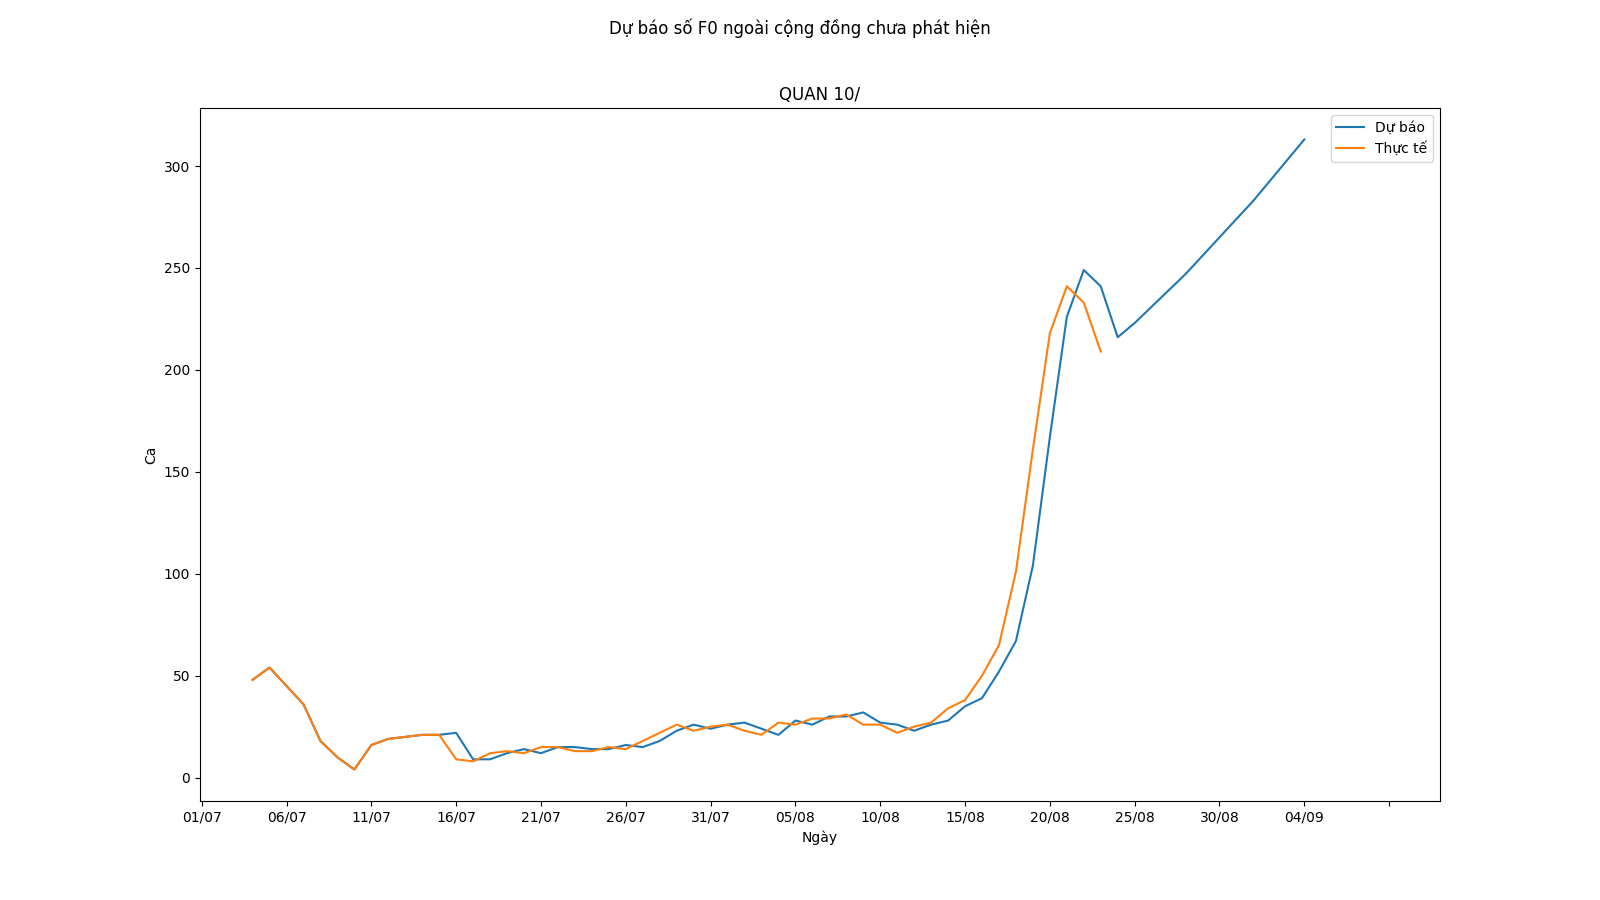 Dự báo số F0 ngoài cộng đồng chưa phát hiện
QUAN 10/
Dự báo
Thực tế
300
250
200
150
100
50
0
Ca
01/07 06/07 11/07 16/07 21/07 26/07 31/07 05/08 10/08 15/08 20/08 25/08 30/08 04/09
Ngày